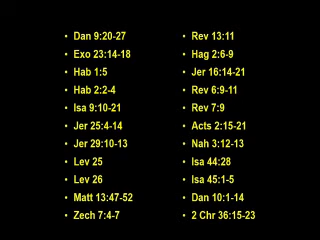 • Dan 9:20-27
• Exo 23:14-18
• Hab 1:5
• Hab 2:2-4
• Isa 9:10-21
• Jer 25:4-14
• Jer 29:10-13
• Lev 25
• Lev 26
• Matt 13:47-52
• Zech 7:4-7
• Rev 13:11
• Hag 2:6-9
• Jer 16:14-21
• Rev 6:9-11
• Rev 7:9
• Acts 2:15-21
• Nah 3:12-13
• Isa 44:28
• Isa 45:1-5
• Dan 10:1-14
• 2 Chr 36:15-23